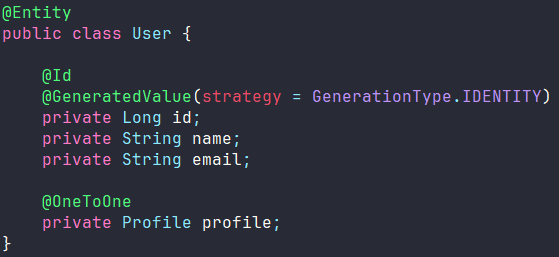 @Entity
public class User {
@Id
@GeneratedValue(strategy = GenerationType.IDENTITY)
private Long id;
private String name;
private String email;
@OneToOne
private Profile profile;
}